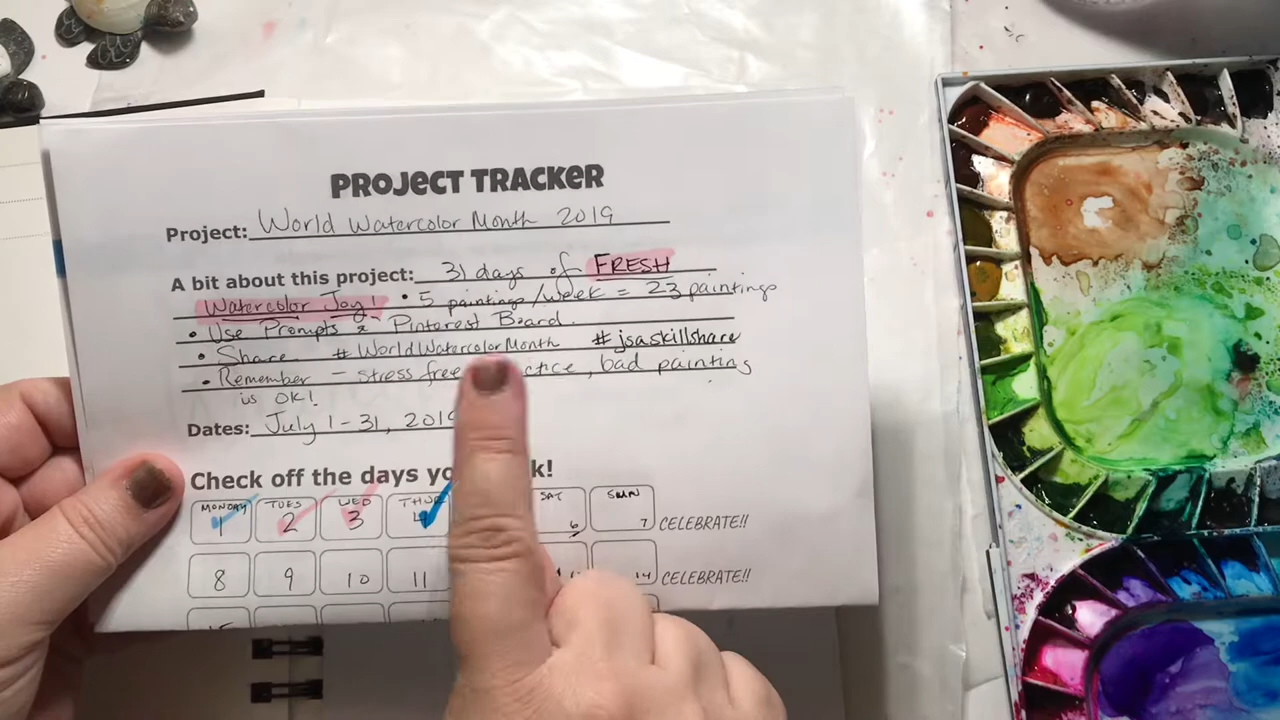 PROJECT TRACKER
Project: World Watercolor Month 2019
A bit about this project: 31 days of FRESH
Watercolor Joy! • 5 paintings/week = 23 paintings
• Use Prompts & Pinterest Board.
• Share #WorldWatercolorMonth #jsaskillshare
• Remember - stress free, bad painting
is OK!
Dates: July 1-31, 2019
Check off the days
MONDAY TUES WED THUR SAT SUN
1 2 3 4 6 7 CELEBRATE!!
8 9 10 11 14 CELEBRATE!!